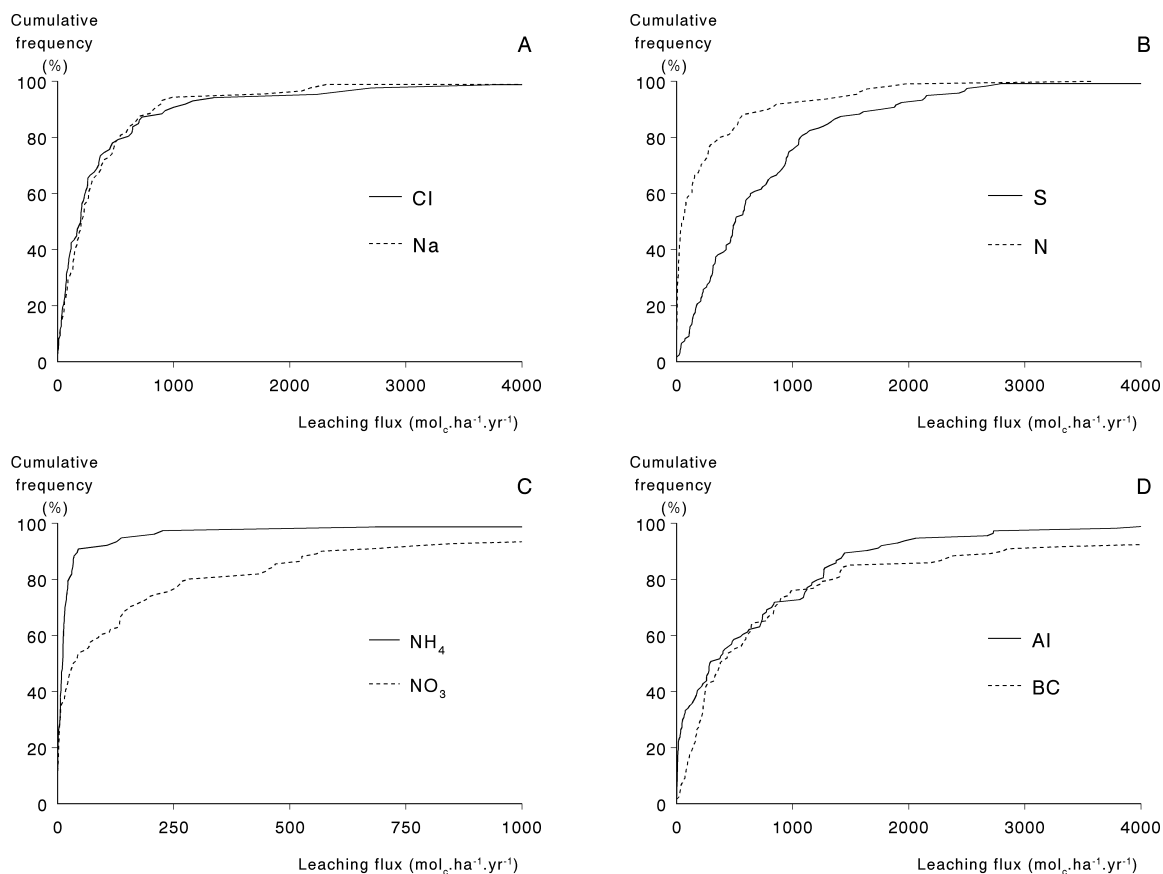 Cumulative
frequency
(%)
A
100
80
60
40
20
0
Cl
Na
0 1000 2000 3000 4000
Leaching flux (mol_c.ha⁻¹.yr⁻¹)
Cumulative
frequency
(%)
B
100
80
60
40
20
0
S
N
0 1000 2000 3000 4000
Leaching flux (mol_c.ha⁻¹.yr⁻¹)
Cumulative
frequency
(%)
C
100
80
60
40
20
0
NH₄
NO₃
0 250 500 750 1000
Leaching flux (mol_c.ha⁻¹.yr⁻¹)
Cumulative
frequency
(%)
D
100
80
60
40
20
0
Al
BC
0 1000 2000 3000 4000
Leaching flux (mol_c.ha⁻¹.yr⁻¹)